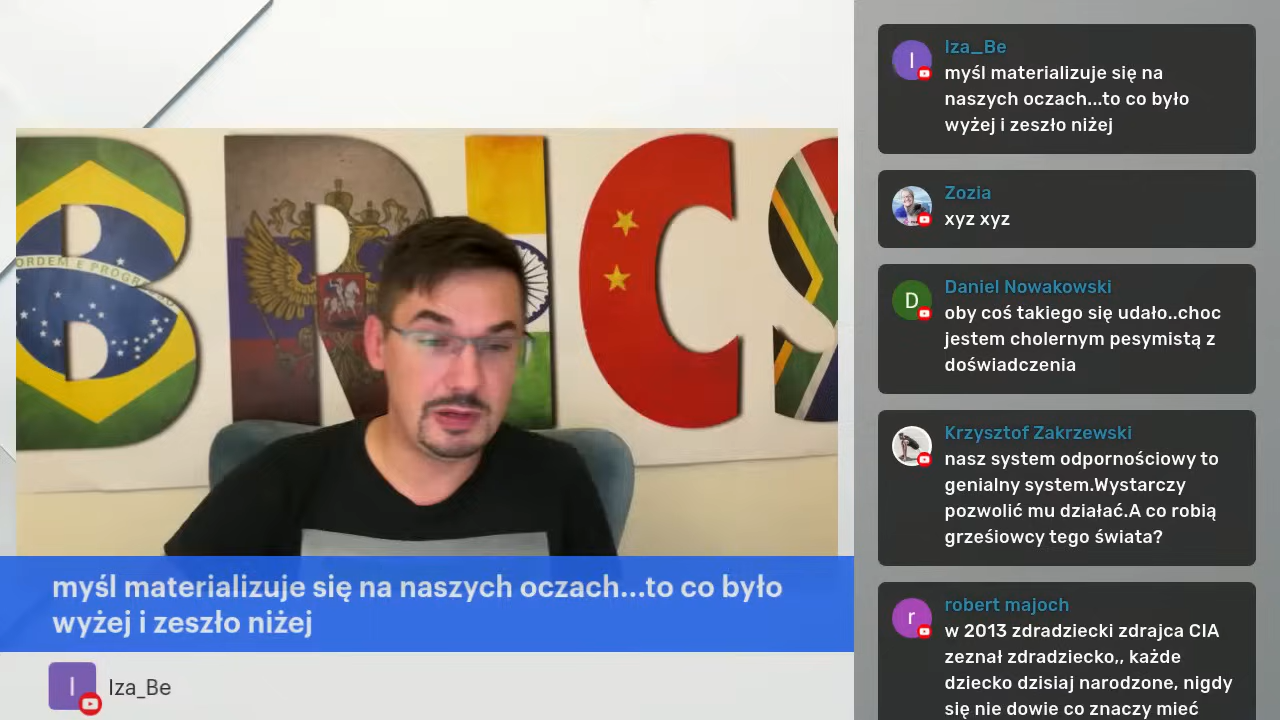 BRICS
ORDEM E PROGRESSO
myśl materializuje się na naszych oczach...to co było
wyżej i zeszło niżej
I
Iza_Be
I
Iza_Be
myśl materializuje się na
naszych oczach...to co było
wyżej i zeszło niżej
Zozia
xyz xyz
D
Daniel Nowakowski
oby coś takiego się udało..choc
jestem cholernym pesymistą z
doświadczenia
Krzysztof Zakrzewski
nasz system odpornościowy to
genialny system.Wystarczy
pozwolić mu działać.A co robią
grześiowcy tego świata?
r
robert majoch
w 2013 zdradziecki zdrajca CIA
zeznał zdradziecko,, każde
dziecko dzisiaj narodzone, nigdy
się nie dowie co znaczy mieć